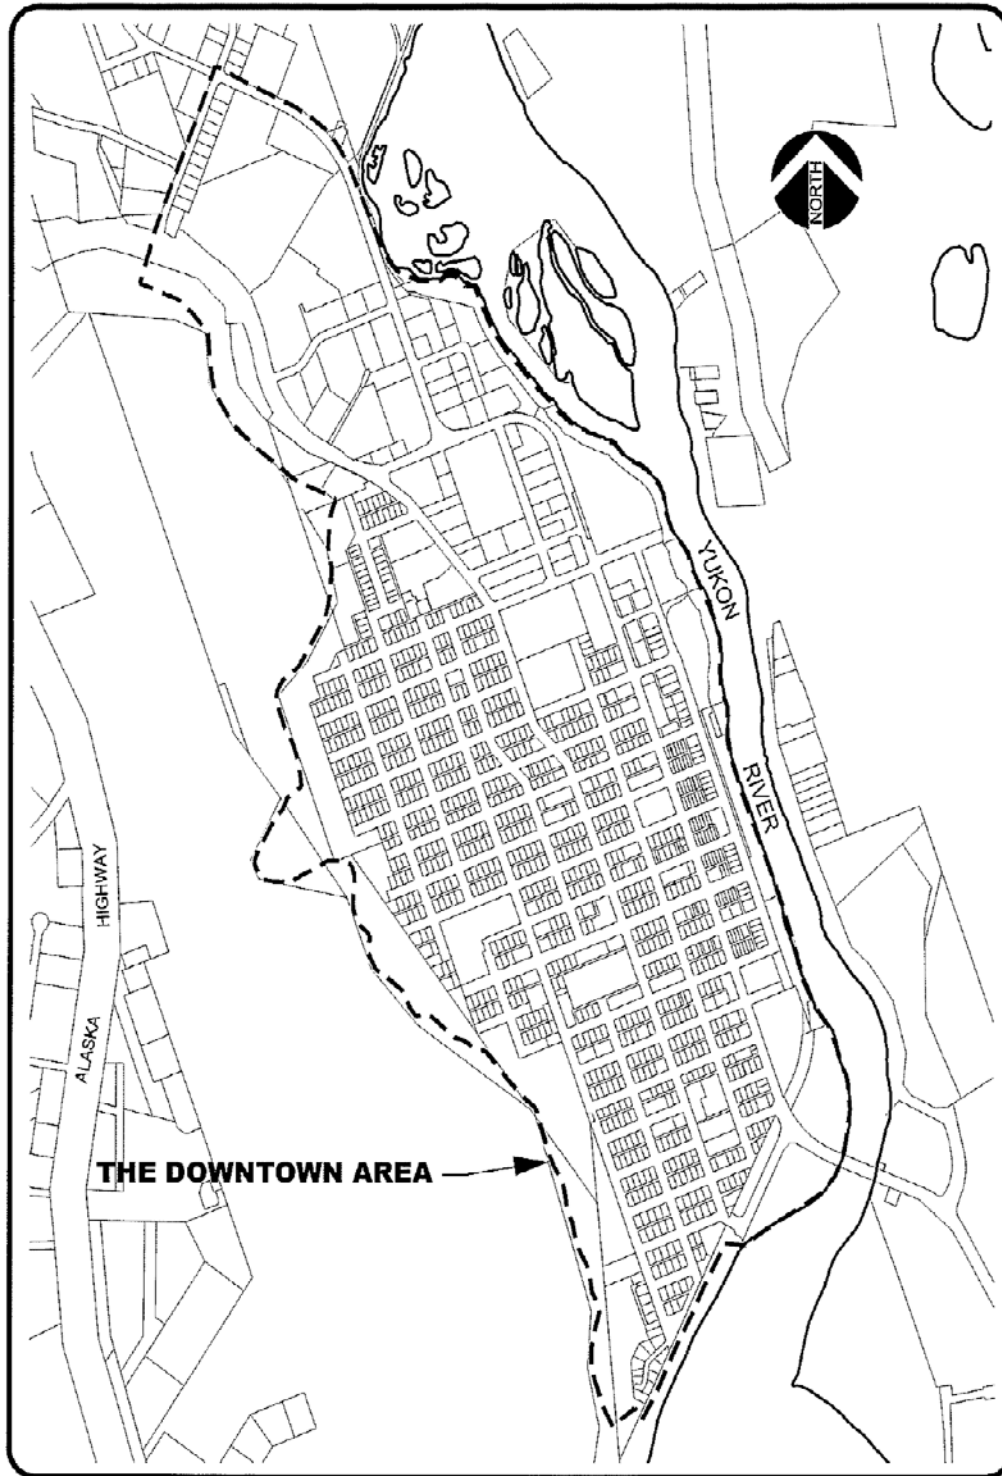 NORTH
YUKON
RIVER
HIGHWAY
ALASKA
THE DOWNTOWN AREA